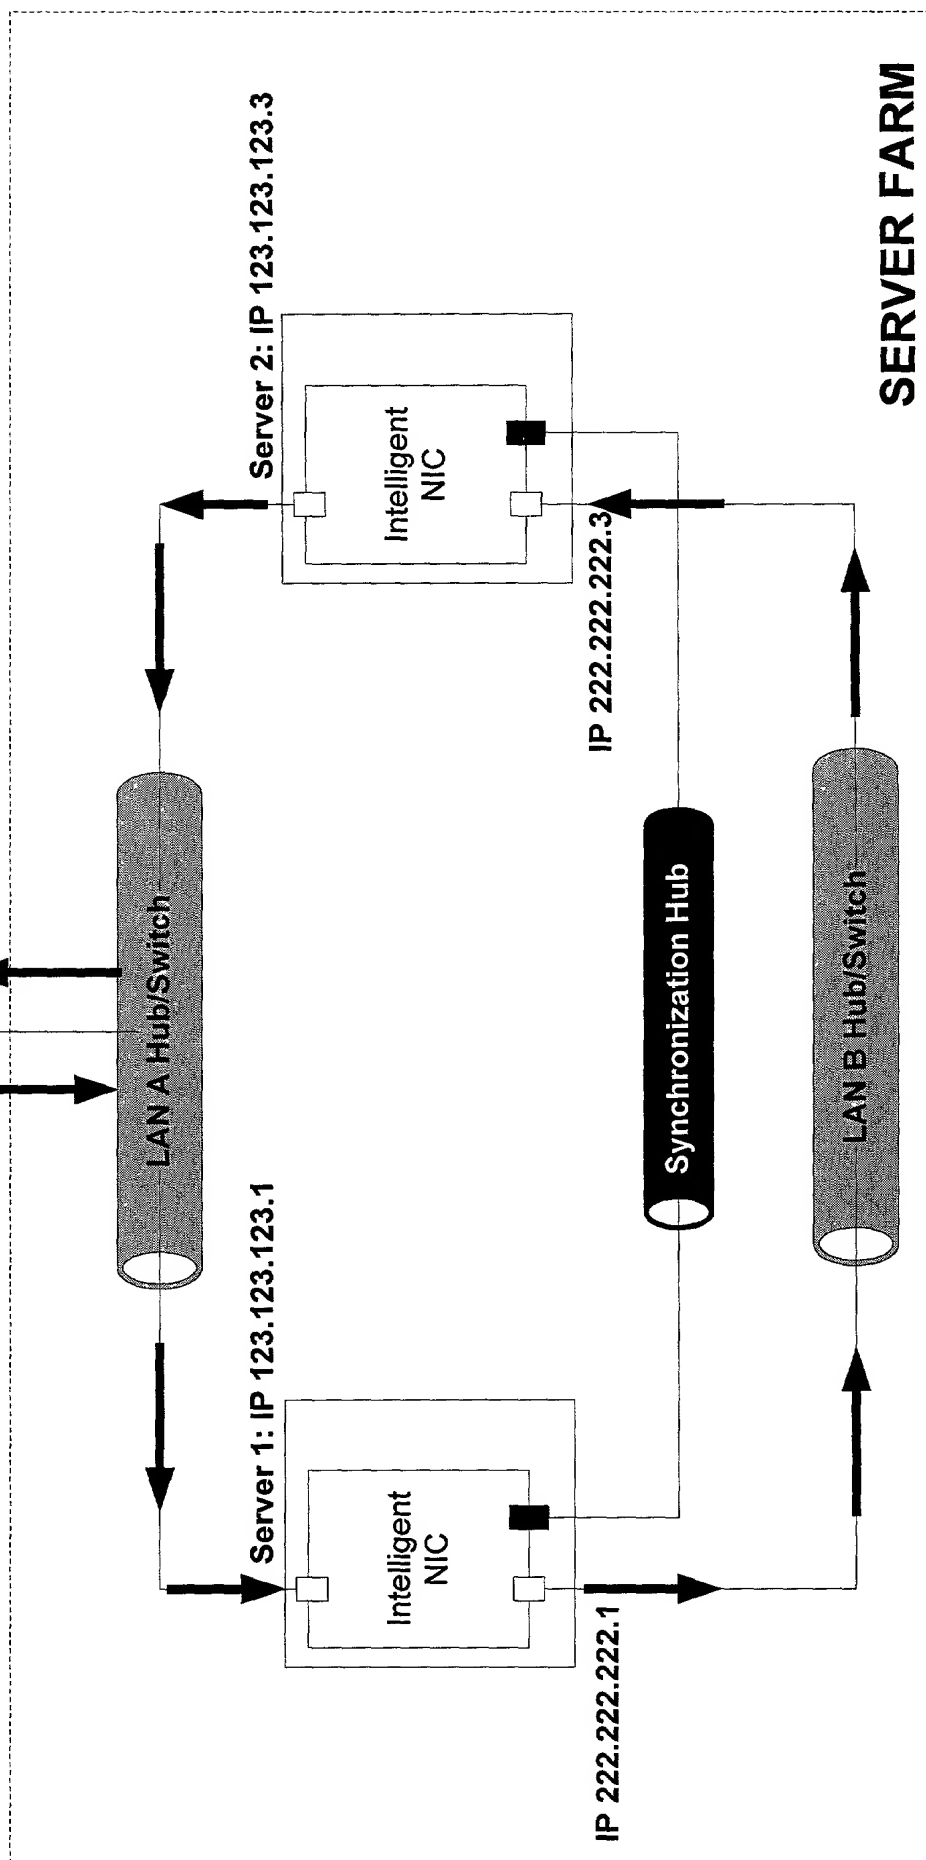 LAN A Hub/Switch
Server 1: IP 123.123.123.1
Server 2: IP 123.123.123.3
Intelligent
NIC
Intelligent
NIC
IP 222.222.222.1
IP 222.222.222.3
Synchronization Hub
LAN B Hub/Switch
SERVER FARM